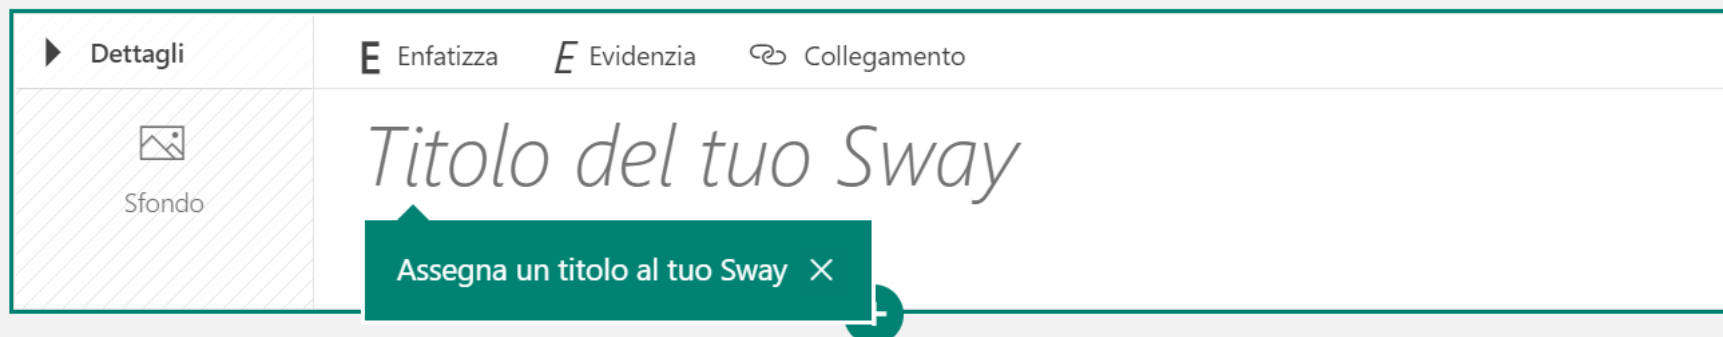 Dettagli
E Enfatizza E Evidenzia Collegamento
Titolo del tuo Sway
Sfondo
Assegna un titolo al tuo Sway